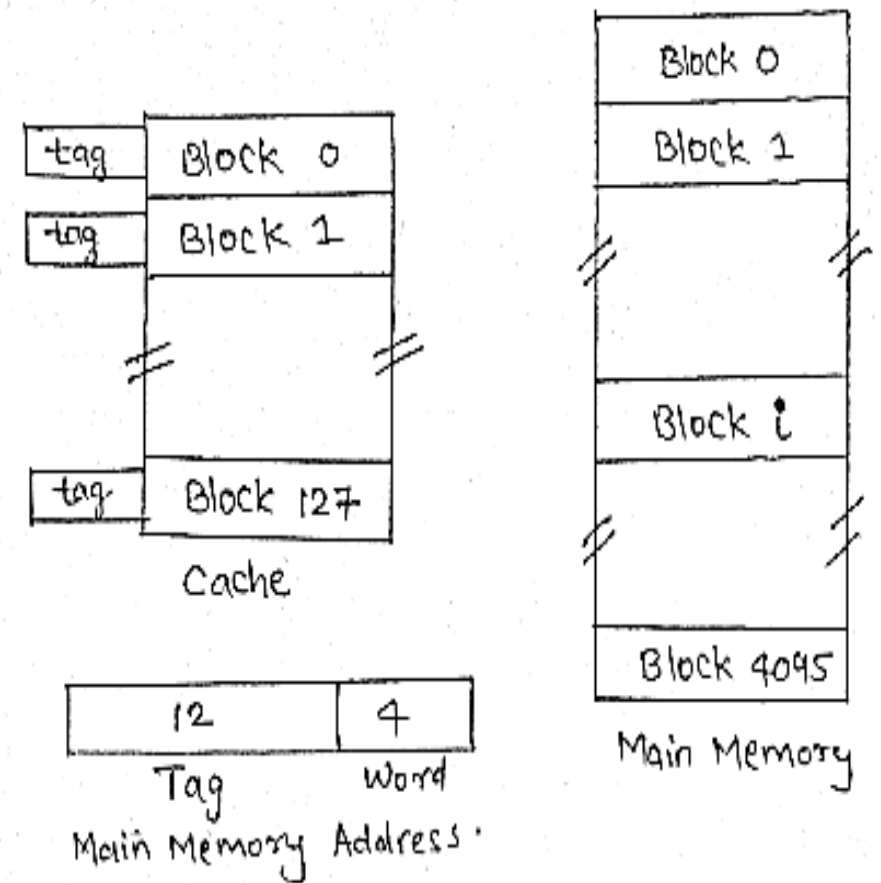 tag Block 0
tag Block 1
tag. Block 127
Cache
12 4
Tag Word
Main Memory Address.
Block 0
Block 1
Block i
Block 4095
Main Memory